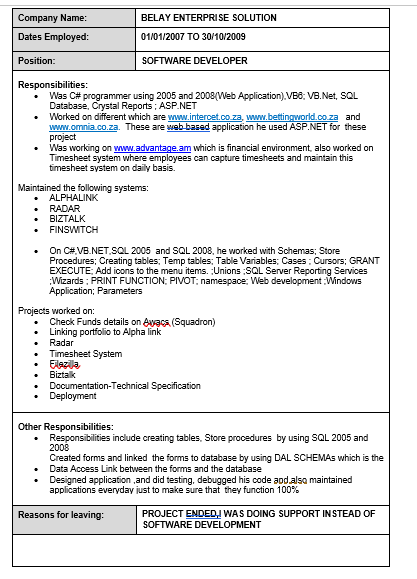 Company Name: BELAY ENTERPRISE SOLUTION
Dates Employed: 01/01/2007 TO 30/10/2009
Position: SOFTWARE DEVELOPER
Responsibilities:
• Was C# programmer using 2005 and 2008(Web Application),VB6; VB.Net, SQL
Database, Crystal Reports ; ASP.NET
• Worked on different which are www.intercet.co.za, www.bettingworld.co.za and
www.omnia.co.za. These are web based application he used ASP.NET for these
project
• Was working on www.advantage.am which is financial environment, also worked on
Timesheet system where employees can capture timesheets and maintain this
timesheet system on daily basis.
Maintained the following systems:
• ALPHALINK
• RADAR
• BIZTALK
• FINSWITCH
• On C#,VB.NET,SQL 2005 and SQL 2008, he worked with Schemas; Store
Procedures; Creating tables; Temp tables; Table Variables; Cases ; Cursors; GRANT
EXECUTE; Add icons to the menu items. ;Unions ;SQL Server Reporting Services
;Wizards ; PRINT FUNCTION; PIVOT; namespace; Web development ;Windows
Application; Parameters
Projects worked on:
• Check Funds details on Awacs (Squadron)
• Linking portfolio to Alpha link
• Radar
• Timesheet System
• Filezilla
• Biztalk
• Documentation-Technical Specification
• Deployment
Other Responsibilities:
• Responsibilities include creating tables, Store procedures by using SQL 2005 and
2008
Created forms and linked the forms to database by using DAL SCHEMAs which is the
• Data Access Link between the forms and the database
• Designed application ,and did testing, debugged his code and,also maintained
applications everyday just to make sure that they function 100%
Reasons for leaving: PROJECT ENDED,I WAS DOING SUPPORT INSTEAD OF
SOFTWARE DEVELOPMENT